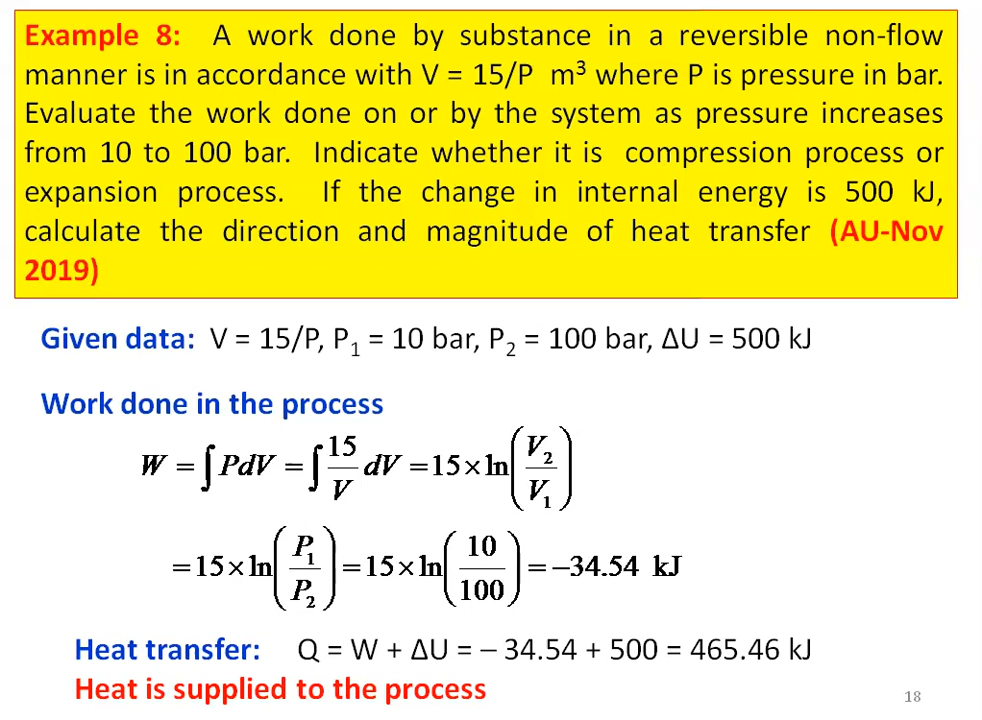 Example 8: A work done by substance in a reversible non-flow
manner is in accordance with V = 15/P m³ where P is pressure in bar.
Evaluate the work done on or by the system as pressure increases
from 10 to 100 bar. Indicate whether it is compression process or
expansion process. If the change in internal energy is 500 kJ,
calculate the direction and magnitude of heat transfer (AU-Nov
2019)
Given data: V = 15/P, P₁ = 10 bar, P₂ = 100 bar, ΔU = 500 kJ
Work done in the process
W = ∫ PdV = ∫ 15/V dV = 15 × ln(V₂/V₁)
= 15 × ln(P₁/P₂) = 15 × ln(10/100) = −34.54 kJ
Heat transfer: Q = W + ΔU = – 34.54 + 500 = 465.46 kJ
Heat is supplied to the process
18